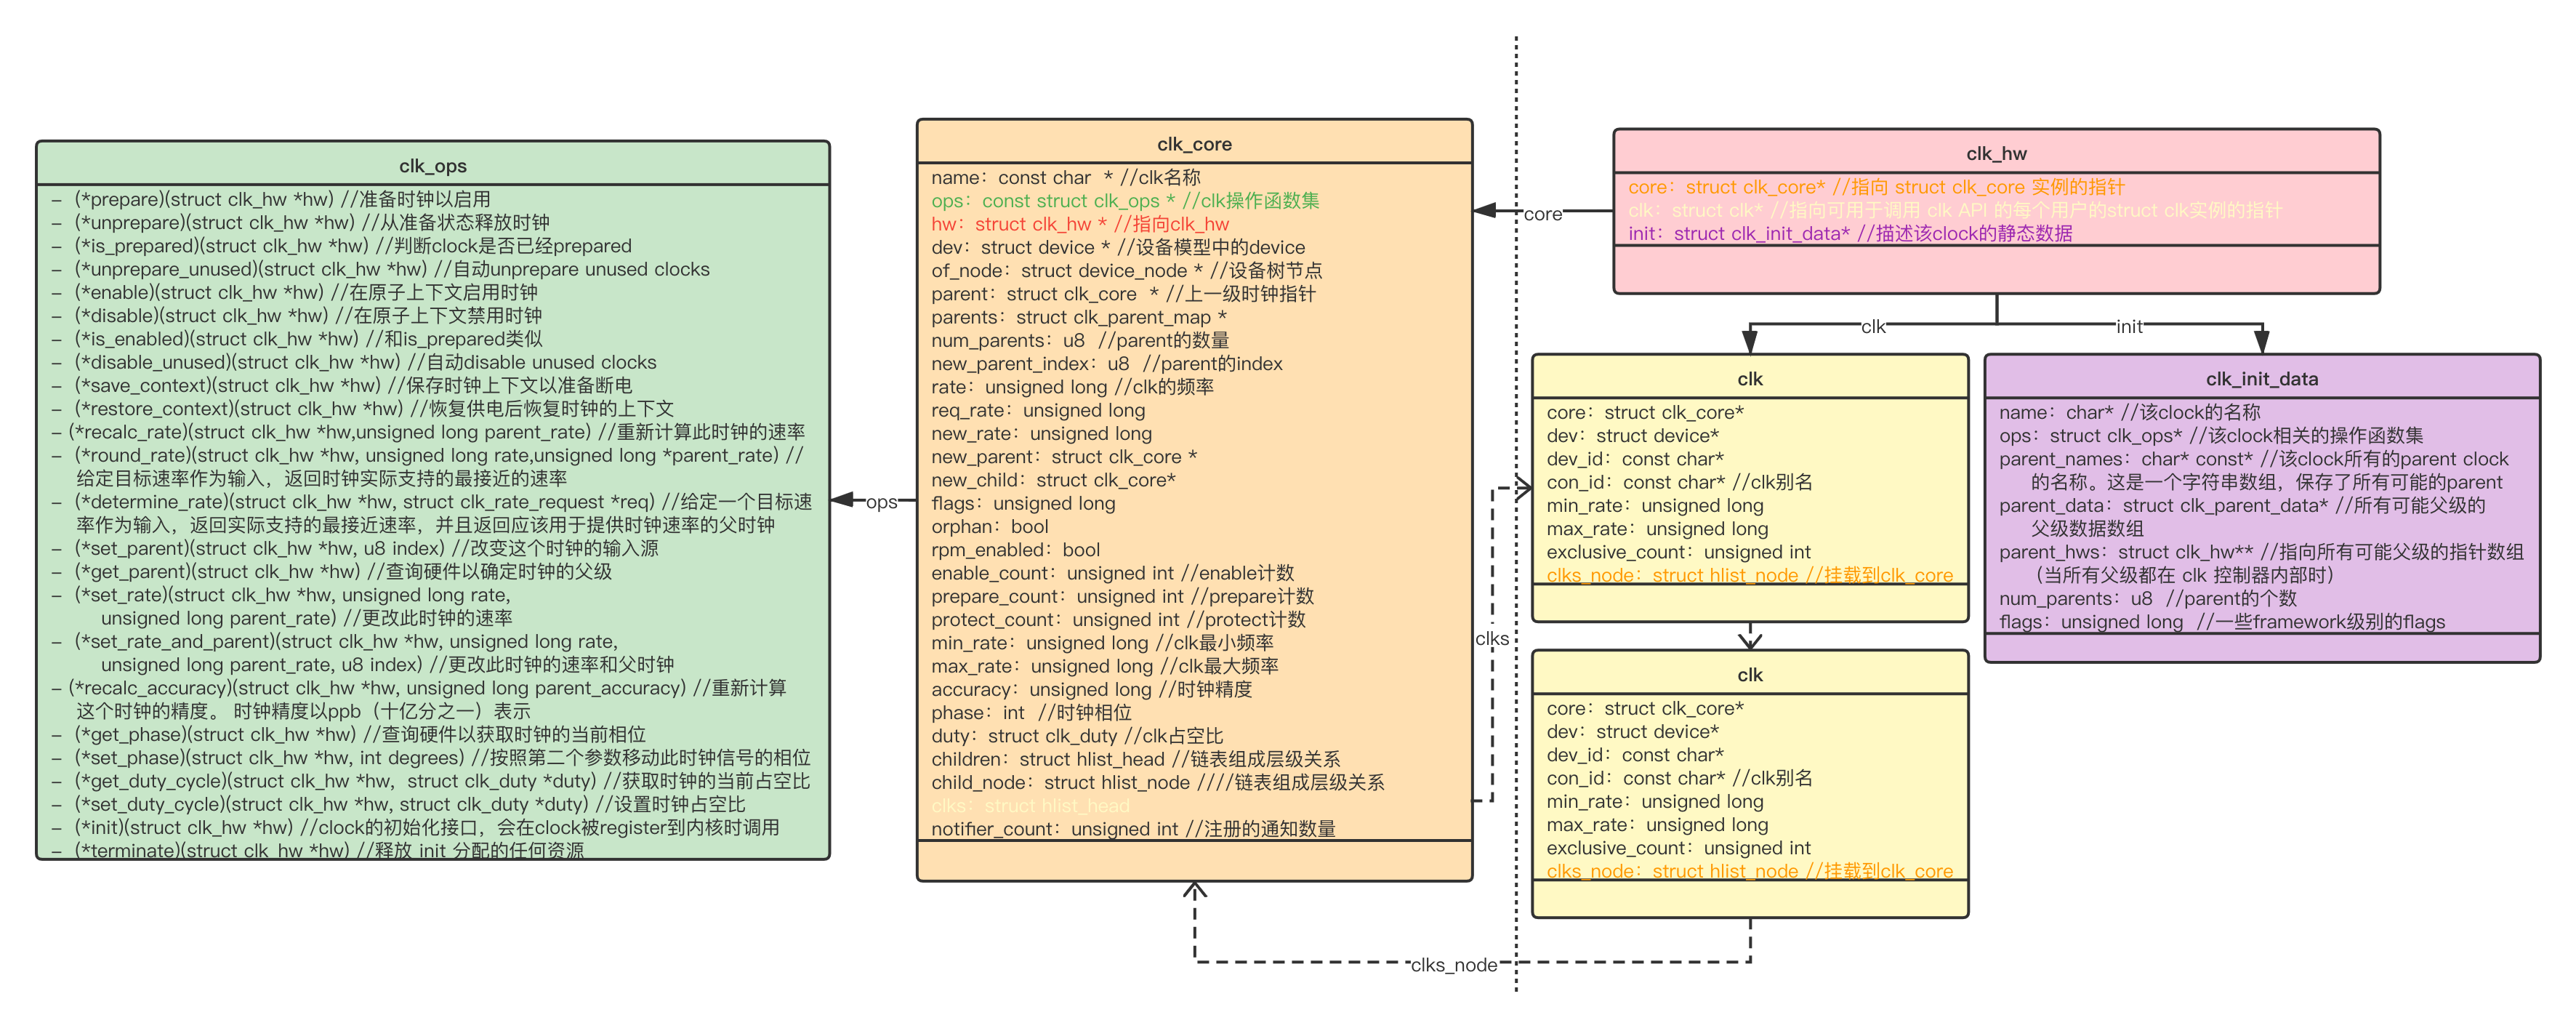 clk_ops
– (*prepare)(struct clk_hw *hw) //准备时钟以启用
– (*unprepare)(struct clk_hw *hw) //从准备状态释放时钟
– (*is_prepared)(struct clk_hw *hw) //判断clock是否已经prepared
– (*unprepare_unused)(struct clk_hw *hw) //自动unprepare unused clocks
– (*enable)(struct clk_hw *hw) //在原子上下文启用时钟
– (*disable)(struct clk_hw *hw) //在原子上下文禁用时钟
– (*is_enabled)(struct clk_hw *hw) //和is_prepared类似
– (*disable_unused)(struct clk_hw *hw) //自动disable unused clocks
– (*save_context)(struct clk_hw *hw) //保存时钟上下文以准备断电
– (*restore_context)(struct clk_hw *hw) //恢复供电后恢复时钟的上下文
– (*recalc_rate)(struct clk_hw *hw,unsigned long parent_rate) //重新计算此时钟的速率
– (*round_rate)(struct clk_hw *hw, unsigned long rate,unsigned long *parent_rate) //
给定目标速率作为输入，返回时钟实际支持的最接近的速率
– (*determine_rate)(struct clk_hw *hw, struct clk_rate_request *req) //给定一个目标速
率作为输入，返回实际支持的最接近速率，并且返回应该用于提供时钟速率的父时钟
– (*set_parent)(struct clk_hw *hw, u8 index) //改变这个时钟的输入源
– (*get_parent)(struct clk_hw *hw) //查询硬件以确定时钟的父级
– (*set_rate)(struct clk_hw *hw, unsigned long rate,
unsigned long parent_rate) //更改此时钟的速率
– (*set_rate_and_parent)(struct clk_hw *hw, unsigned long rate,
unsigned long parent_rate, u8 index) //更改此时钟的速率和父时钟
– (*recalc_accuracy)(struct clk_hw *hw, unsigned long parent_accuracy) //重新计算
这个时钟的精度。 时钟精度以ppb（十亿分之一）表示
– (*get_phase)(struct clk_hw *hw) //查询硬件以获取时钟的当前相位
– (*set_phase)(struct clk_hw *hw, int degrees) //按照第二个参数移动此时钟信号的相位
– (*get_duty_cycle)(struct clk_hw *hw, struct clk_duty *duty) //获取时钟的当前占空比
– (*set_duty_cycle)(struct clk_hw *hw, struct clk_duty *duty) //设置时钟占空比
– (*init)(struct clk_hw *hw) //clock的初始化接口，会在clock被register到内核时调用
– (*terminate)(struct clk_hw *hw) //释放 init 分配的任何资源
ops
clk_core
name：const char * //clk名称
ops：const struct clk_ops * //clk操作函数集
hw：struct clk_hw * //指向clk_hw
dev：struct device * //设备模型中的device
of_node：struct device_node * //设备树节点
parent：struct clk_core * //上一级时钟指针
parents：struct clk_parent_map *
num_parents：u8 //parent的数量
new_parent_index：u8 //parent的index
rate：unsigned long //clk的频率
req_rate：unsigned long
new_rate：unsigned long
new_parent：struct clk_core *
new_child：struct clk_core*
flags：unsigned long
orphan：bool
rpm_enabled：bool
enable_count：unsigned int //enable计数
prepare_count：unsigned int //prepare计数
protect_count：unsigned int //protect计数
min_rate：unsigned long //clk最小频率
max_rate：unsigned long //clk最大频率
accuracy：unsigned long //时钟精度
phase：int //时钟相位
duty：struct clk_duty //clk占空比
children：struct hlist_head //链表组成层级关系
child_node：struct hlist_node ////链表组成层级关系
clks：struct hlist_head
notifier_count：unsigned int //注册的通知数量
core
clks
clks_node
clk_hw
core：struct clk_core* //指向 struct clk_core 实例的指针
clk：struct clk* //指向可用于调用 clk API 的每个用户的struct clk实例的指针
init：struct clk_init_data* //描述该clock的静态数据
clk
init
clk
core：struct clk_core*
dev：struct device*
dev_id：const char*
con_id：const char* //clk别名
min_rate：unsigned long
max_rate：unsigned long
exclusive_count：unsigned int
clks_node：struct hlist_node //挂载到clk_core
clk
core：struct clk_core*
dev：struct device*
dev_id：const char*
con_id：const char* //clk别名
min_rate：unsigned long
max_rate：unsigned long
exclusive_count：unsigned int
clks_node：struct hlist_node //挂载到clk_core
clk_init_data
name：char* //该clock的名称
ops：struct clk_ops* //该clock相关的操作函数集
parent_names：char* const* //该clock所有的parent clock
的名称。这是一个字符串数组，保存了所有可能的parent
parent_data：struct clk_parent_data* //所有可能父级的
父级数据数组
parent_hws：struct clk_hw** //指向所有可能父级的指针数组
（当所有父级都在 clk 控制器内部时）
num_parents：u8 //parent的个数
flags：unsigned long //一些framework级别的flags